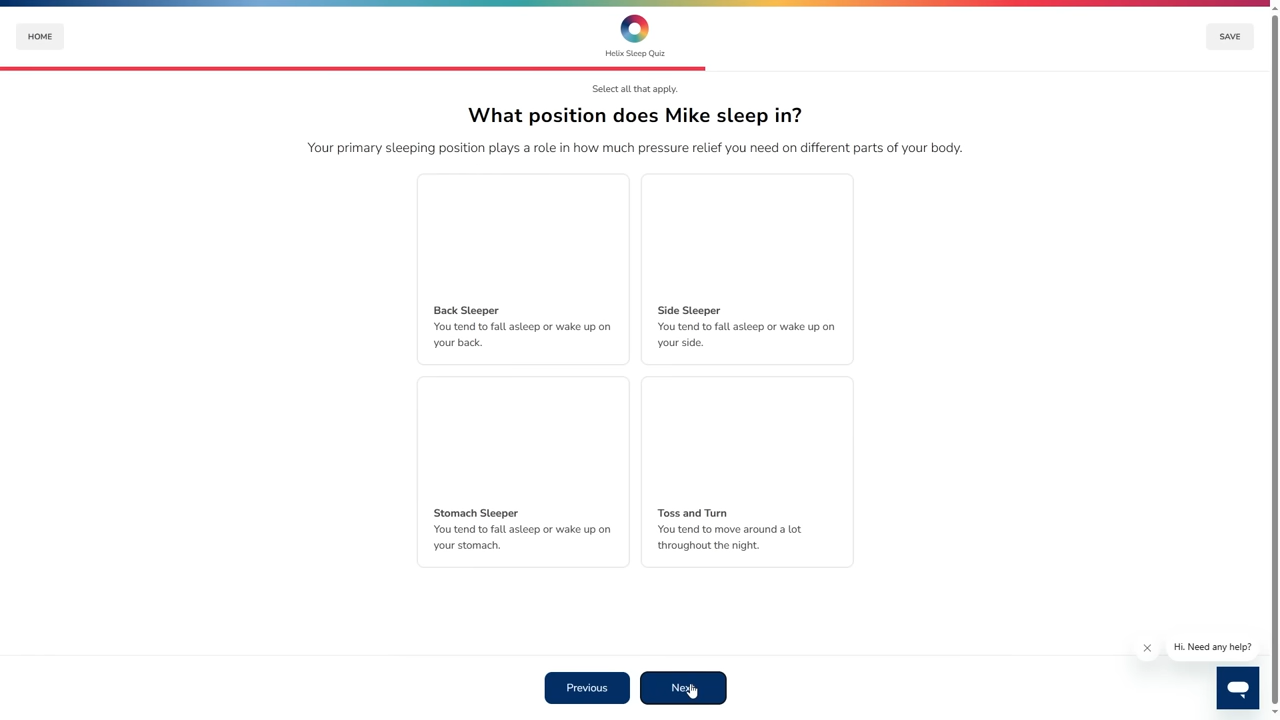 HOME
Helix Sleep Quiz
SAVE
Select all that apply.
What position does Mike sleep in?
Your primary sleeping position plays a role in how much pressure relief you need on different parts of your body.
Back Sleeper
You tend to fall asleep or wake up on
your back.
Side Sleeper
You tend to fall asleep or wake up on
your side.
Stomach Sleeper
You tend to fall asleep or wake up on
your stomach.
Toss and Turn
You tend to move around a lot
throughout the night.
Hi. Need any help?
Previous
Next